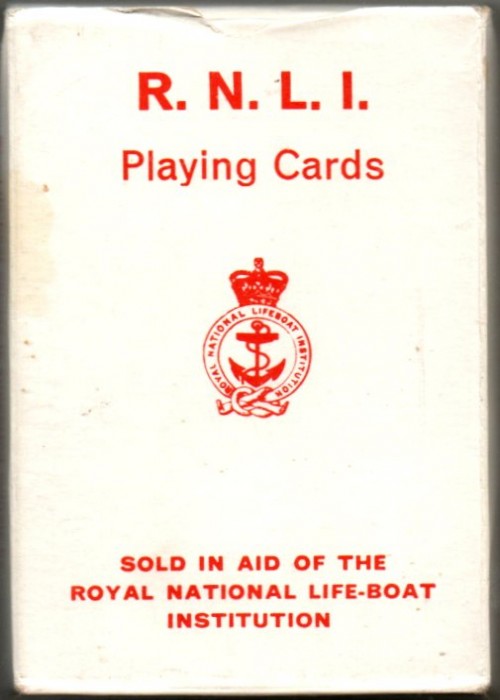 R. N. L. I.
Playing Cards
ROYAL NATIONAL LIFEBOAT INSTITUTION
SOLD IN AID OF THE
ROYAL NATIONAL LIFE-BOAT
INSTITUTION